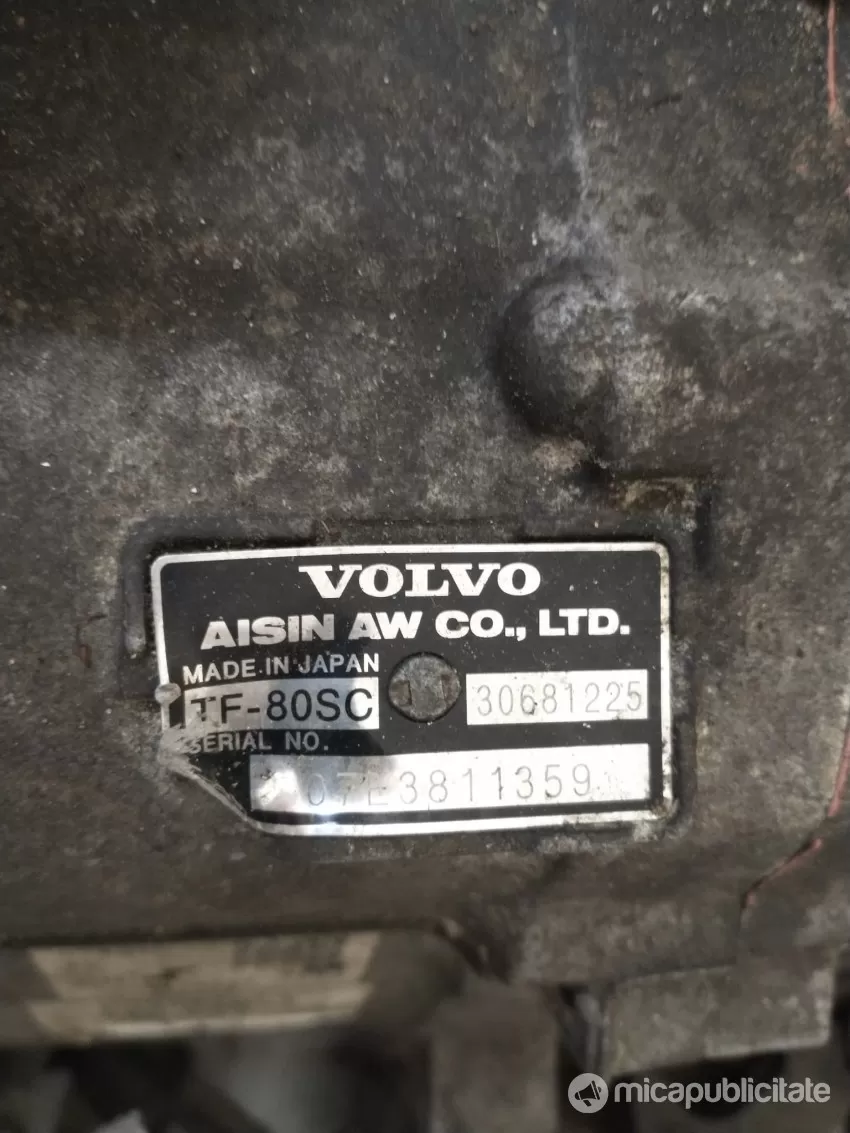 VOLVO
AISIN AW CO., LTD.
MADE IN JAPAN
TF-80SC 30681225
SERIAL NO.
07E3811359
micapublicitate